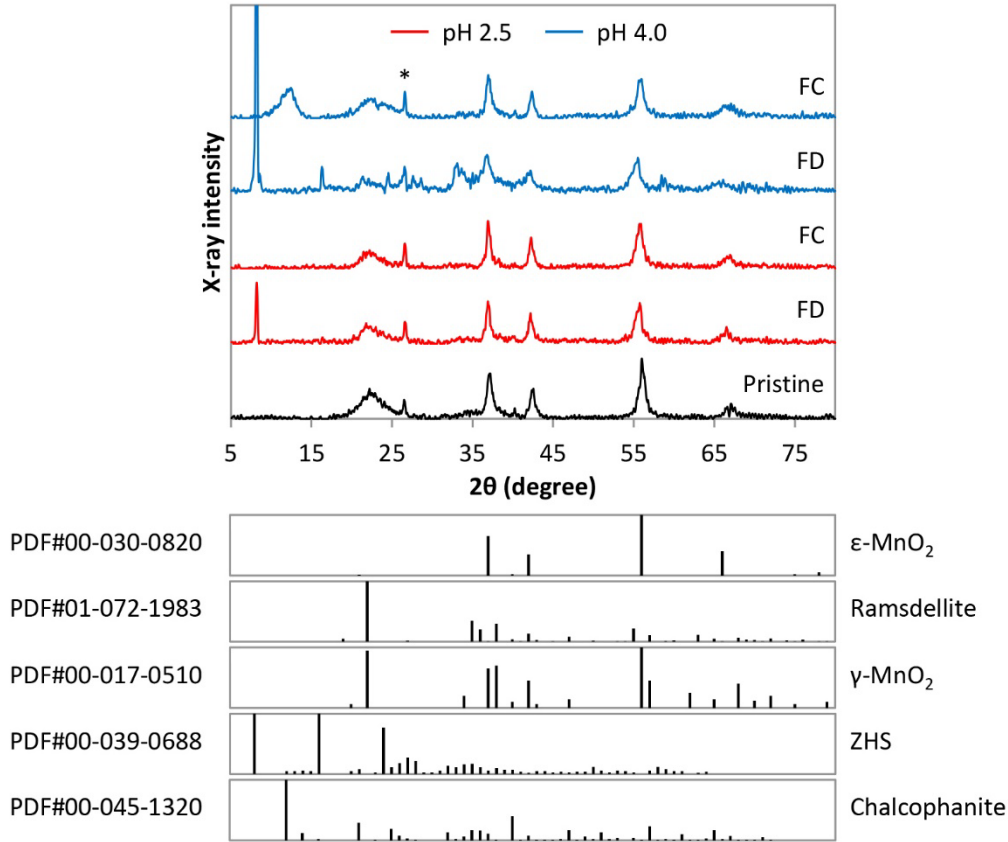 pH 2.5 pH 4.0
*
FC
FD
FC
FD
Pristine
X-ray intensity
5 15 25 35 45 55 65 75
2θ (degree)
PDF#00-030-0820 ε-MnO₂
PDF#01-072-1983 Ramsdellite
PDF#00-017-0510 γ-MnO₂
PDF#00-039-0688 ZHS
PDF#00-045-1320 Chalcophanite